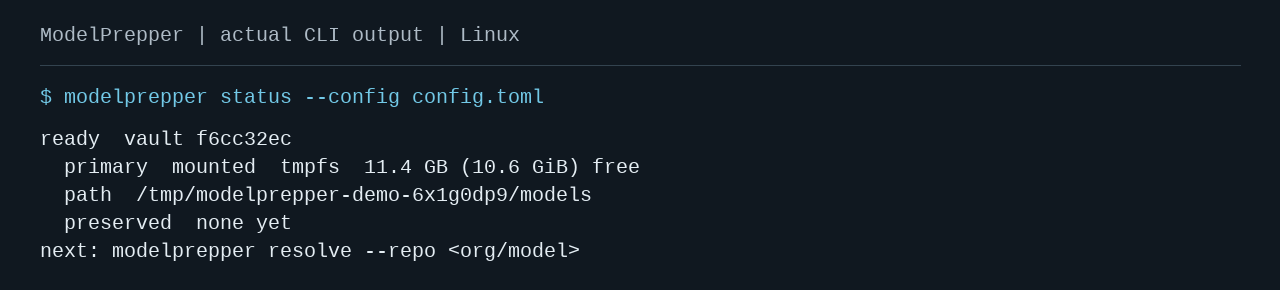 ModelPrepper | actual CLI output | Linux
$ modelprepper status --config config.toml
ready  vault f6cc32ec
  primary  mounted  tmpfs  11.4 GB (10.6 GiB) free
  path  /tmp/modelprepper-demo-6x1g0dp9/models
  preserved  none yet
next: modelprepper resolve --repo <org/model>